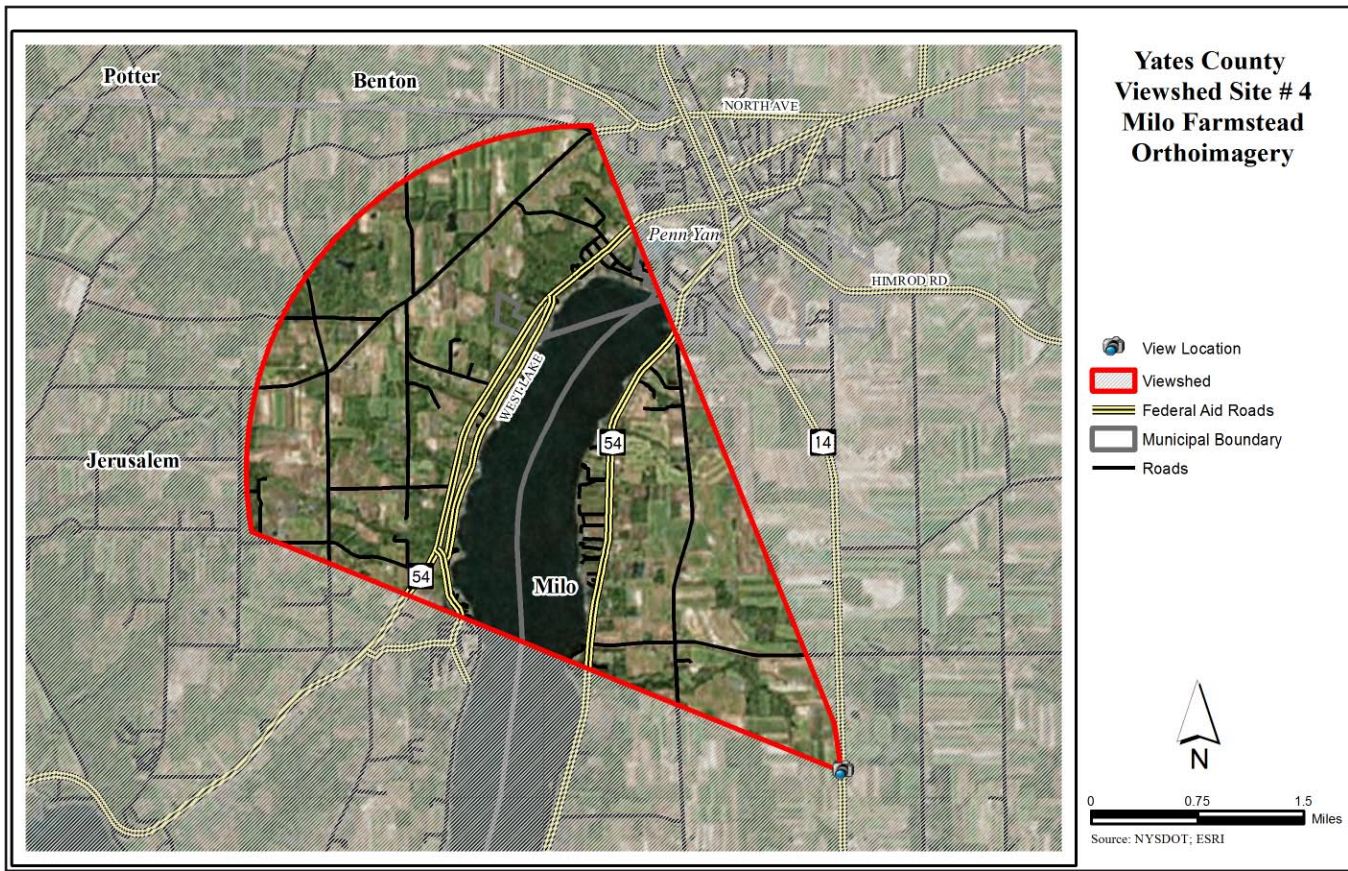 Yates County
Viewshed Site # 4
Milo Farmstead
Orthoimagery
Potter
Benton
NORTH AVE
Penn Yan
HIMROD RD
WEST LAKE
Jerusalem
54
14
54
Milo
View Location
Viewshed
Federal Aid Roads
Municipal Boundary
Roads
N
0 0.75 1.5
Miles
Source: NYSDOT; ESRI